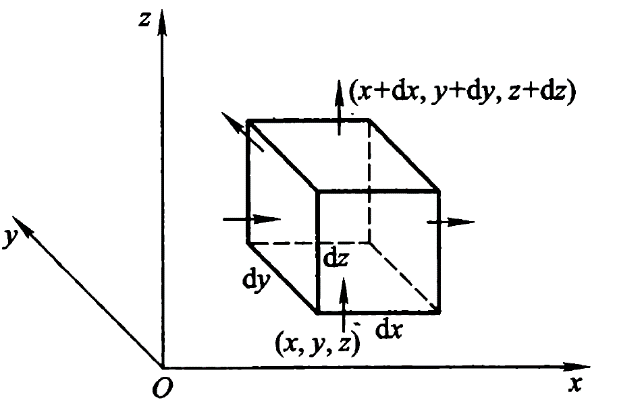 z
(x+dx, y+dy, z+dz)
y
dz
dy
(x, y, z)
dx
O
x